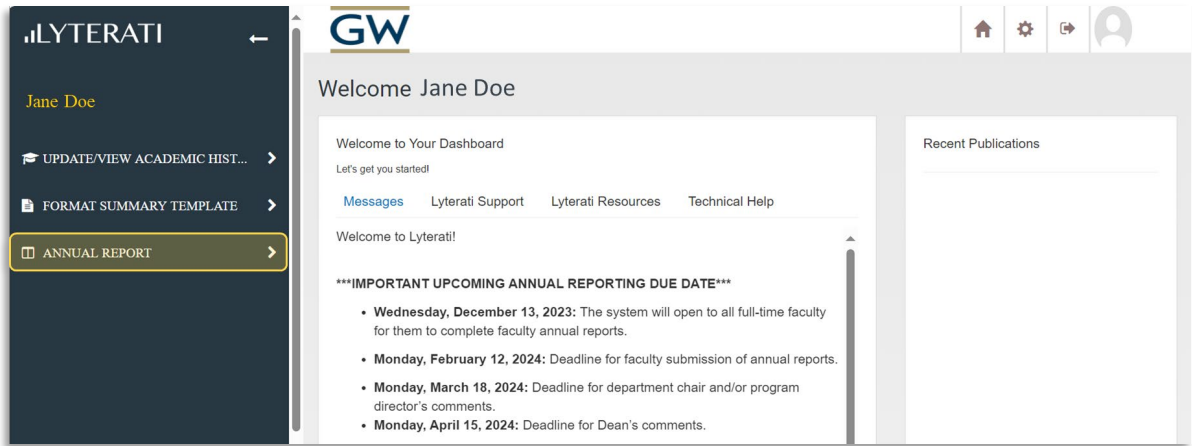 LYTERATI
Jane Doe
UPDATE/VIEW ACADEMIC HIST...
FORMAT SUMMARY TEMPLATE
ANNUAL REPORT
GW
Welcome Jane Doe
Welcome to Your Dashboard
Let's get you started!
Messages Lyterati Support Lyterati Resources Technical Help
Welcome to Lyterati!
***IMPORTANT UPCOMING ANNUAL REPORTING DUE DATE***
• Wednesday, December 13, 2023: The system will open to all full-time faculty
for them to complete faculty annual reports.
• Monday, February 12, 2024: Deadline for faculty submission of annual reports.
• Monday, March 18, 2024: Deadline for department chair and/or program
director's comments.
• Monday, April 15, 2024: Deadline for Dean's comments.
Recent Publications